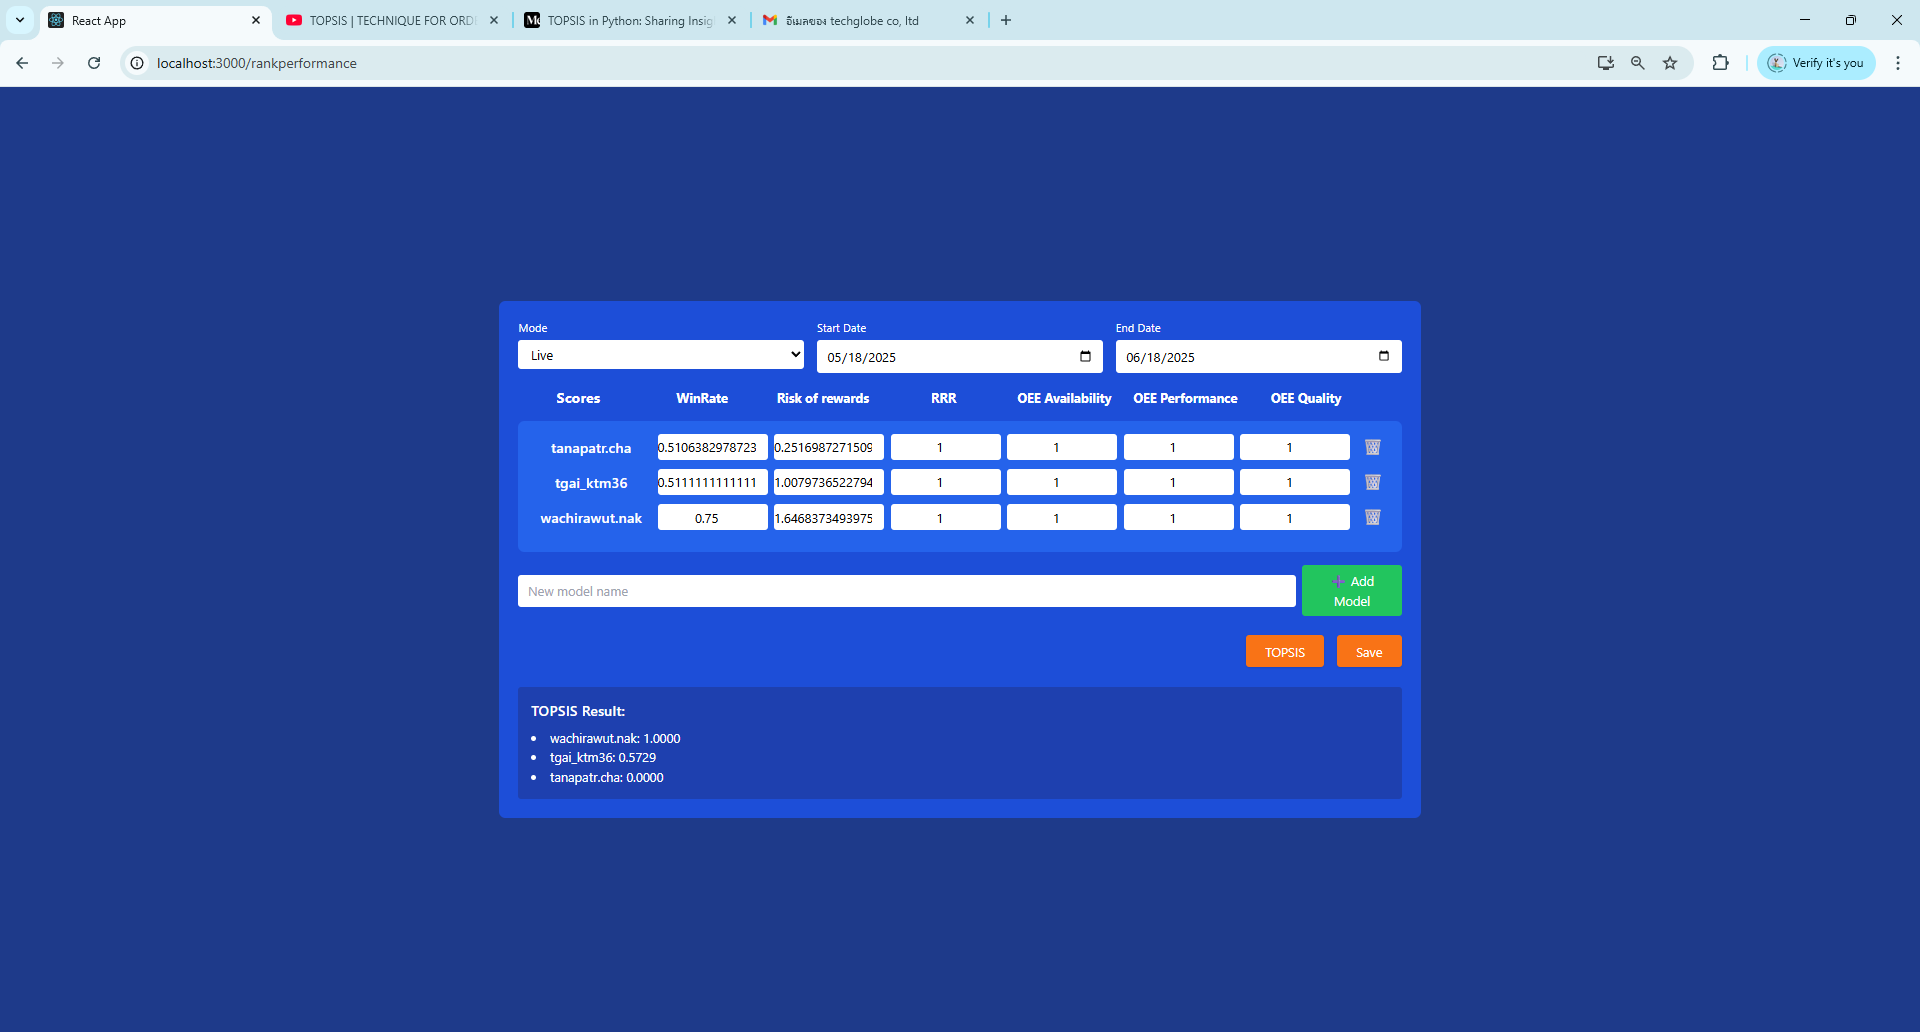 React App
TOPSIS | TECHNIQUE FOR ORDE
TOPSIS in Python: Sharing Insig
อีเมลของ techglobe co, ltd
localhost:3000/rankperformance
Verify it's you
Mode
Start Date
End Date
Live
05/18/2025
06/18/2025
Scores WinRate Risk of rewards RRR OEE Availability OEE Performance OEE Quality
tanapatr.cha 0.5106382978723 0.2516987271509 1 1 1 1
tgai_ktm36 0.5111111111111 1.0079736522794 1 1 1 1
wachirawut.nak 0.75 1.6468373493975 1 1 1 1
New model name
Add
Model
TOPSIS
Save
TOPSIS Result:
wachirawut.nak: 1.0000
tgai_ktm36: 0.5729
tanapatr.cha: 0.0000